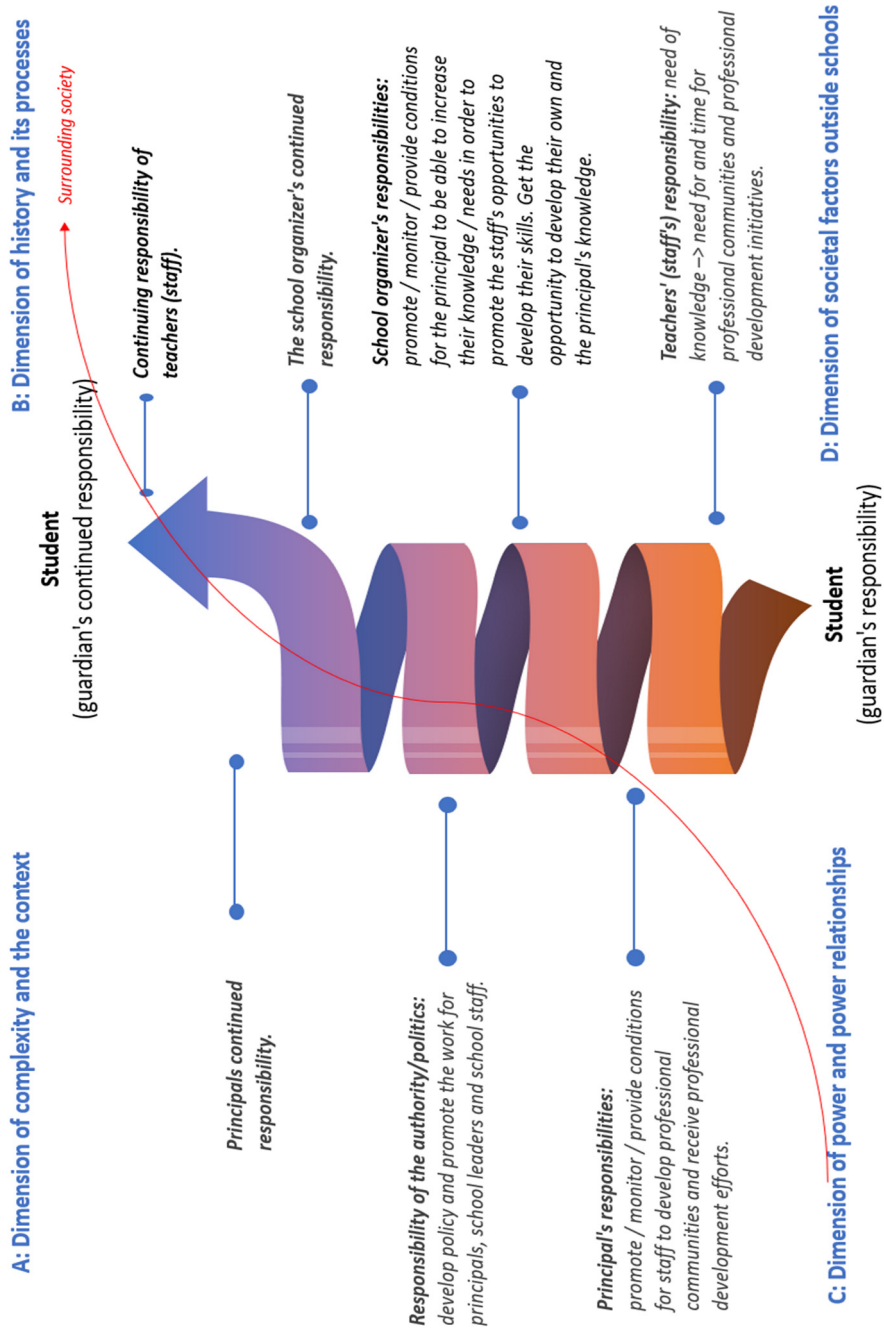 A: Dimension of complexity and the context
B: Dimension of history and its processes
Student
(guardian's continued responsibility)
Surrounding society
Continuing responsibility of
teachers (staff).
Principals continued
responsibility.
The school organizer's continued
responsibility.
Responsibility of the authority/politics:
develop policy and promote the work for
principals, school leaders and school staff.
School organizer's responsibilities:
promote / monitor / provide conditions
for the principal to be able to increase
their knowledge / needs in order to
promote the staff's opportunities to
develop their skills. Get the
opportunity to develop their own and
the principal's knowledge.
Principal's responsibilities:
promote / monitor / provide conditions
for staff to develop professional
communities and receive professional
development efforts.
Teachers' (staff's) responsibility: need of
knowledge –> need for and time for
professional communities and professional
development initiatives.
Student
(guardian's responsibility)
C: Dimension of power and power relationships
D: Dimension of societal factors outside schools